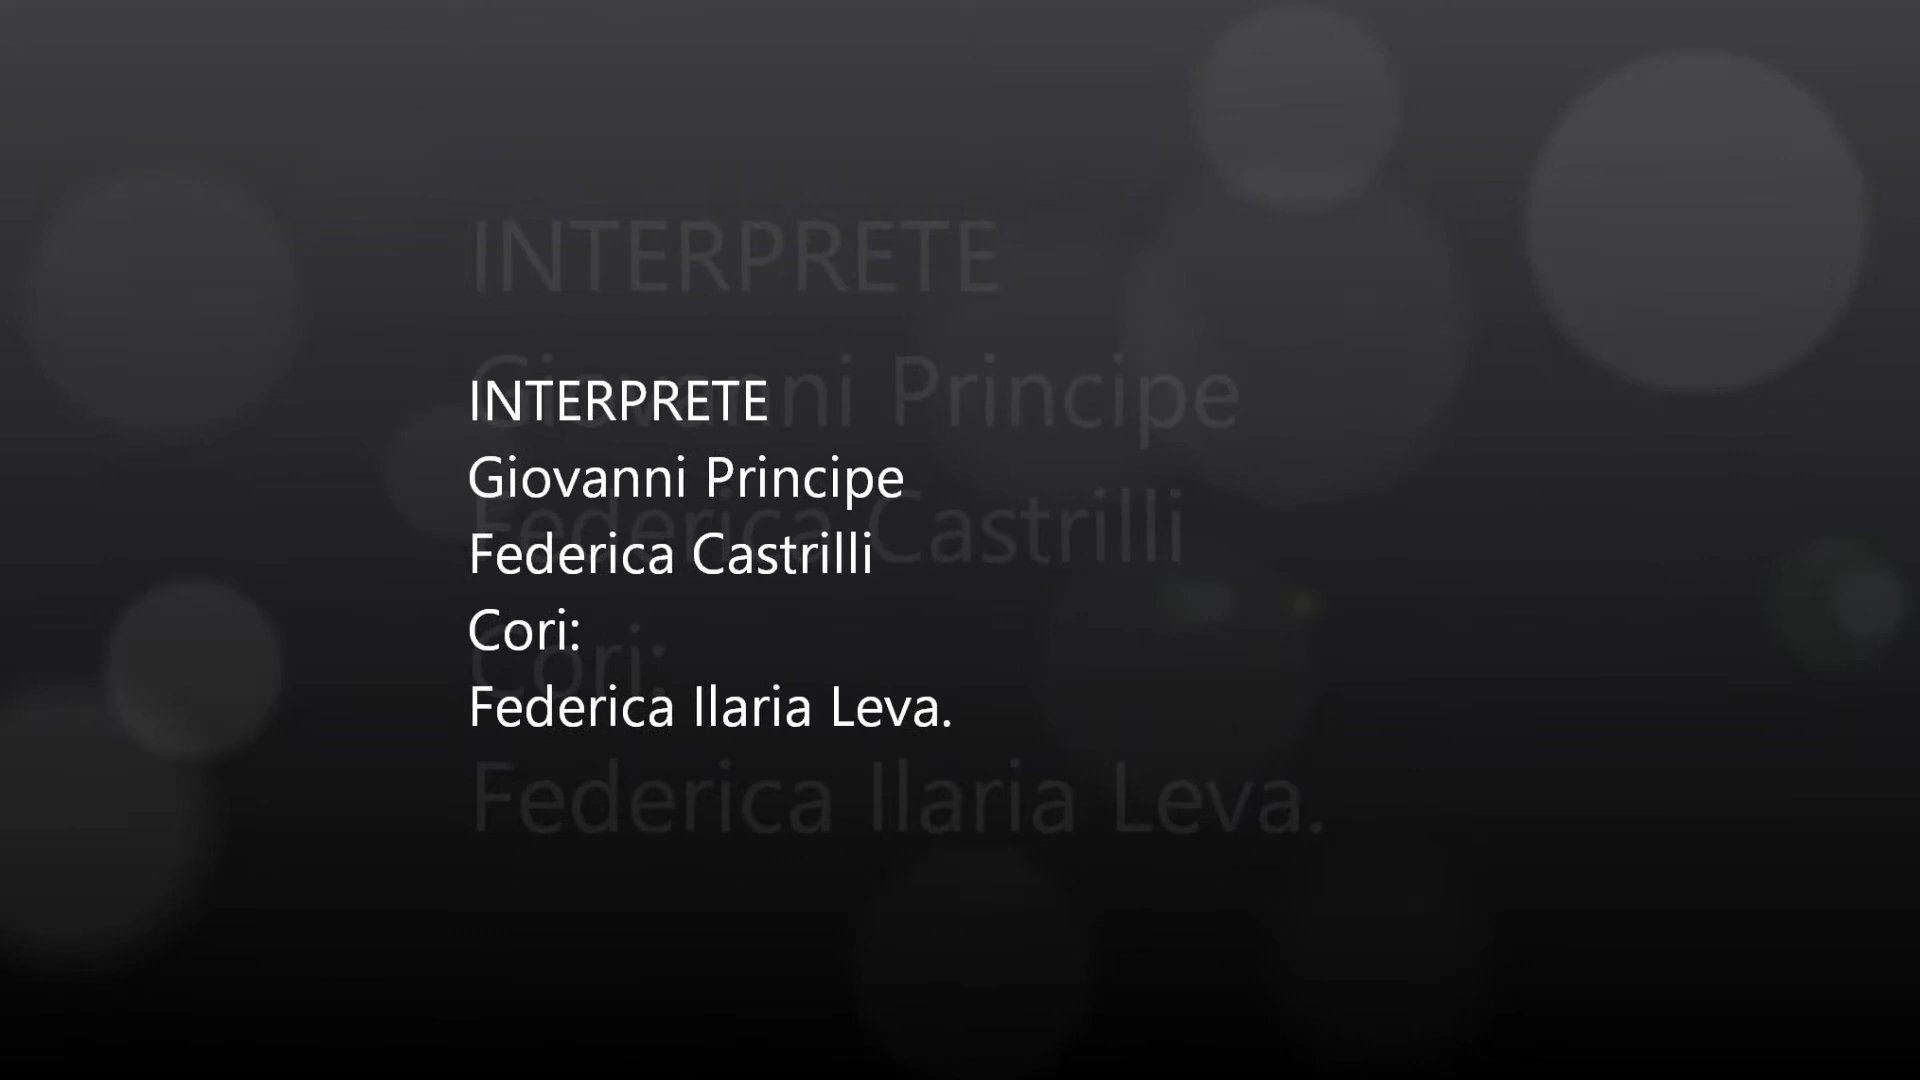 INTERPRETE
Giovanni Principe
Federica Castrilli
Cori:
Federica Ilaria Leva.